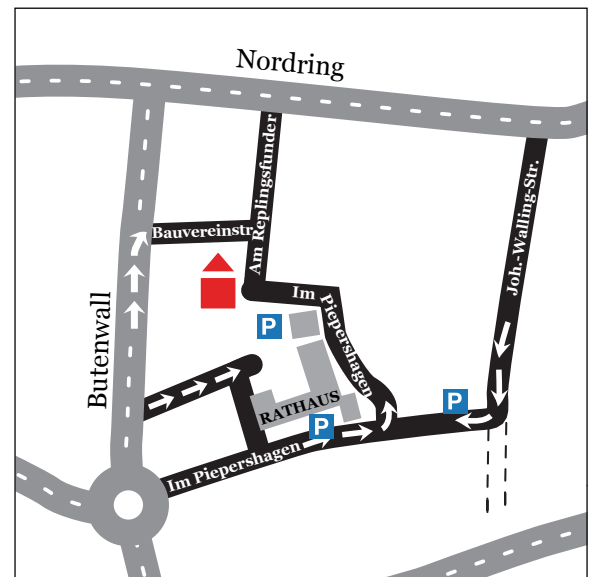 Nordring
Am Replingsfunder
Bauvereinstr.
Joh.-Walling-Str.
Im
Piepershagen
P
Butenwall
P
RATHAUS
P
Im Piepershagen